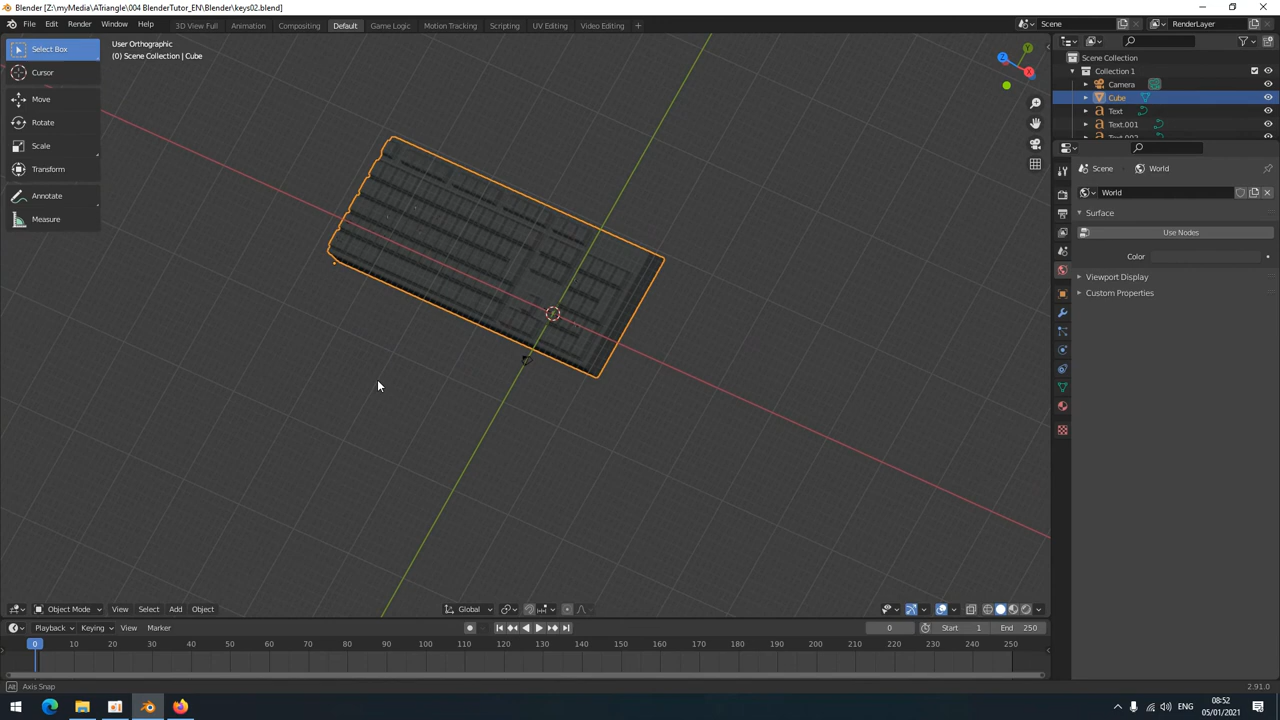 Blender [Z:\myMedia\ATriangle\004 BlenderTutor_EN\Blender\keys02.blend]
File Edit Render Window Help 3D View Full Animation Compositing Default Game Logic Motion Tracking Scripting UV Editing Video Editing + Scene RenderLayer
Select Box
Cursor
Move
Rotate
Scale
Transform
Annotate
Measure
User Orthographic
(0) Scene Collection | Cube
Z
Y
X
Scene Collection
Collection 1
Camera
Cube
Text
Text.001
Scene World
World
Surface
Use Nodes
Color
Viewport Display
Custom Properties
Object Mode View Select Add Object Global
Playback Keying View Marker 0 Start 1 End 250
0 10 20 30 40 50 60 70 80 90 100 110 120 130 140 150 160 170 180 190 200 210 220 230 240 250
Alt Axis Snap 2.91.0
ENG 08:52
05/01/2021